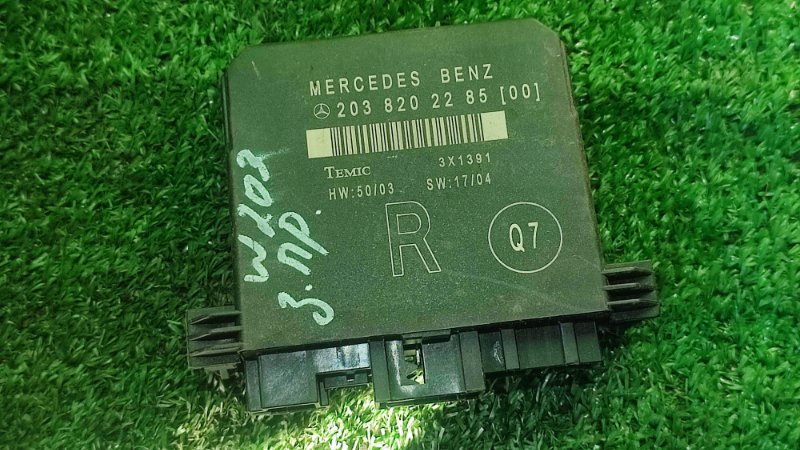 MERCEDES BENZ
203 820 22 85 [00]
TEMIC 3X1391
HW:50/03 SW:17/04
R
Q7
W203
з.пр.